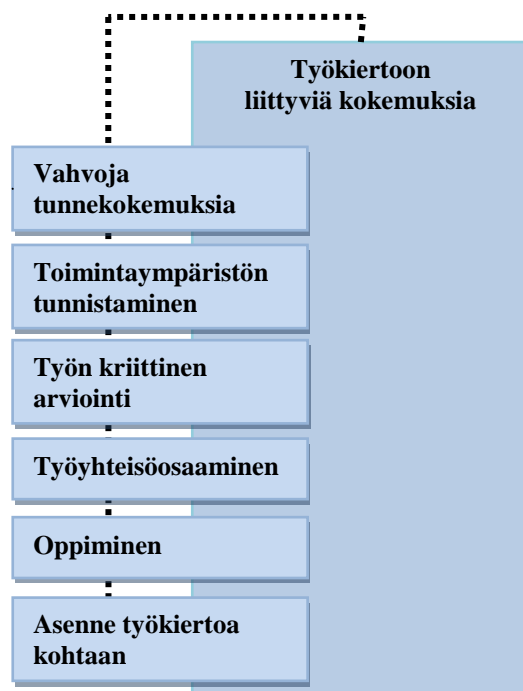 Työkiertoon
liittyviä kokemuksia
Vahvoja
tunnekokemuksia
Toimintaympäristön
tunnistaminen
Työn kriittinen
arviointi
Työyhteisöosaaminen
Oppiminen
Asenne työkiertoa
kohtaan